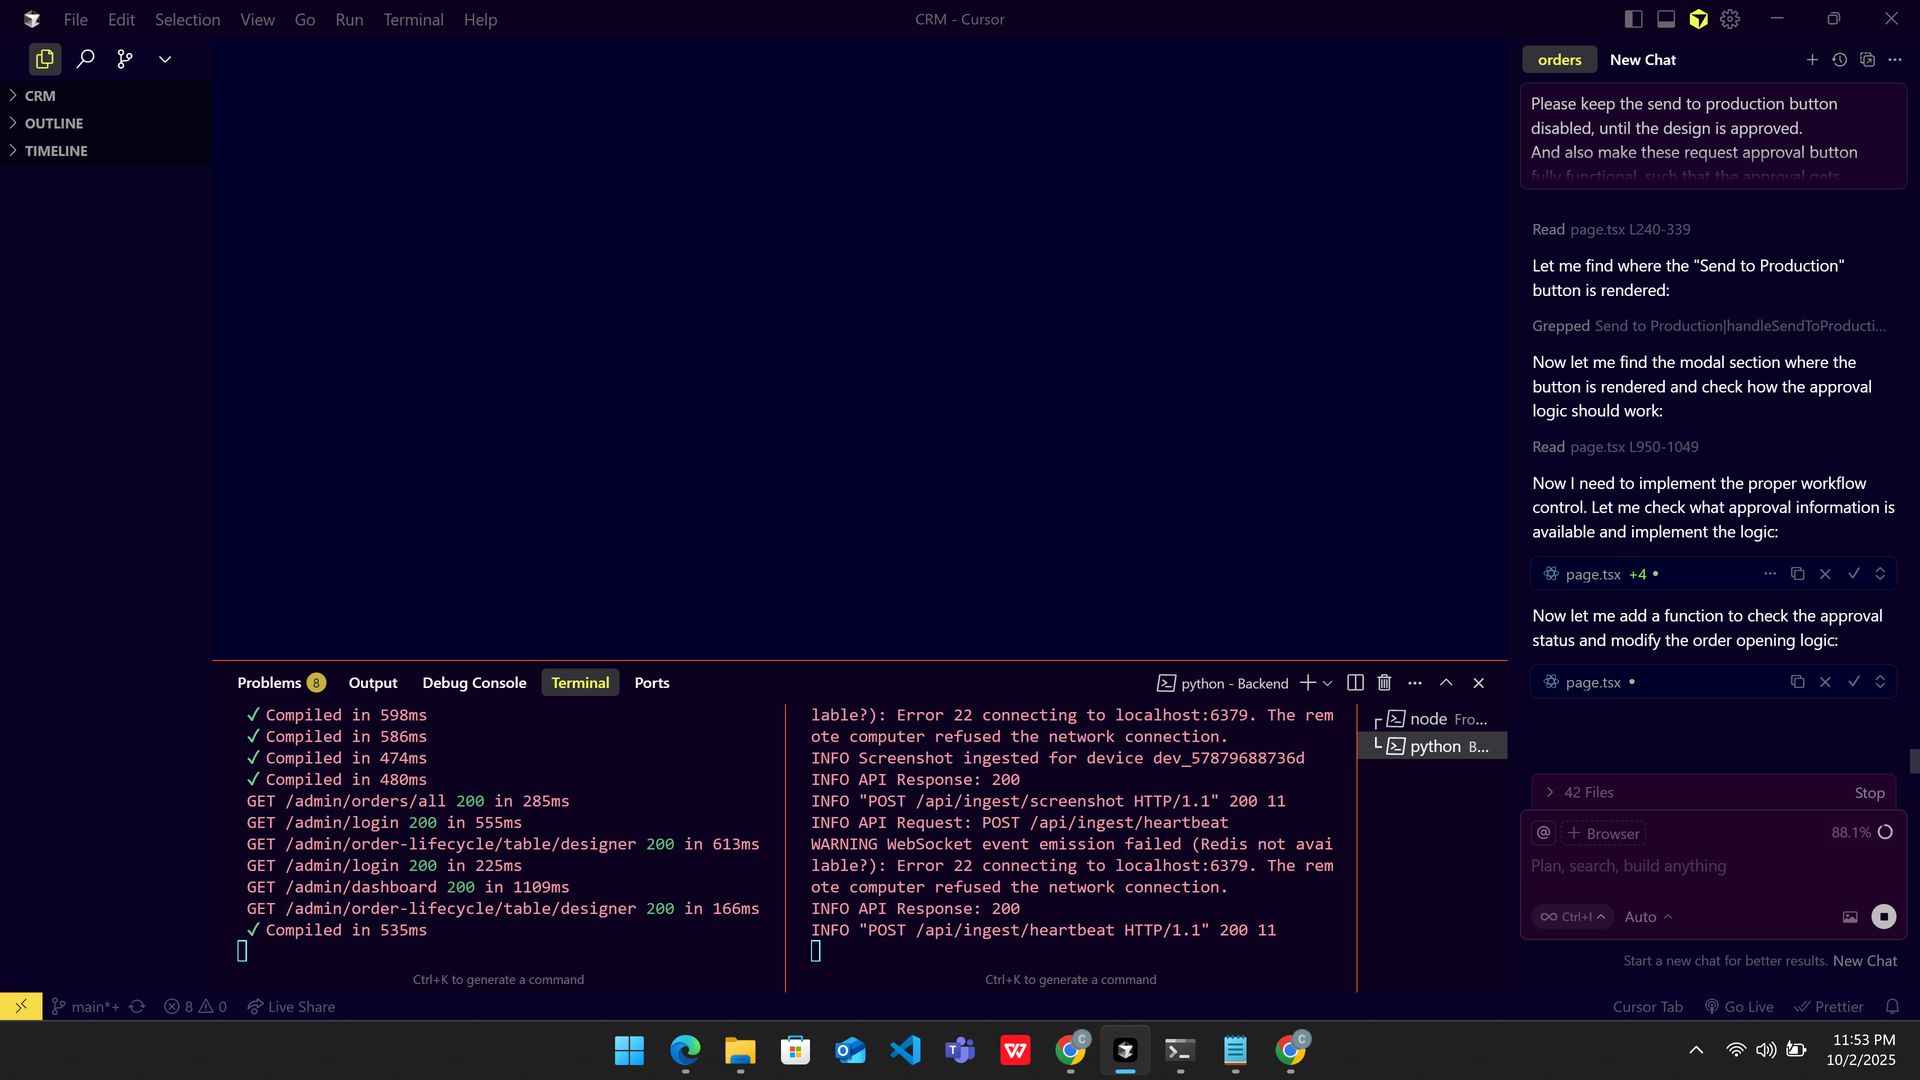 File Edit Selection View Go Run Terminal Help
CRM - Cursor
CRM
OUTLINE
TIMELINE
orders New Chat
Please keep the send to production button
disabled, until the design is approved.
And also make these request approval button
fully functional, such that the approval gets
Read page.tsx L240-339
Let me find where the "Send to Production"
button is rendered:
Grepped Send to Production|handleSendToProducti...
Now let me find the modal section where the
button is rendered and check how the approval
logic should work:
Read page.tsx L950-1049
Now I need to implement the proper workflow
control. Let me check what approval information is
available and implement the logic:
page.tsx +4
Now let me add a function to check the approval
status and modify the order opening logic:
page.tsx
42 Files Stop
@ + Browser 88.1%
Plan, search, build anything
Ctrl+I Auto
Start a new chat for better results. New Chat
Problems 8 Output Debug Console Terminal Ports
python - Backend
✓ Compiled in 598ms
✓ Compiled in 586ms
✓ Compiled in 474ms
✓ Compiled in 480ms
GET /admin/orders/all 200 in 285ms
GET /admin/login 200 in 555ms
GET /admin/order-lifecycle/table/designer 200 in 613ms
GET /admin/login 200 in 225ms
GET /admin/dashboard 200 in 1109ms
GET /admin/order-lifecycle/table/designer 200 in 166ms
✓ Compiled in 535ms
Ctrl+K to generate a command
lable?): Error 22 connecting to localhost:6379. The rem
ote computer refused the network connection.
INFO Screenshot ingested for device dev_57879688736d
INFO API Response: 200
INFO "POST /api/ingest/screenshot HTTP/1.1" 200 11
INFO API Request: POST /api/ingest/heartbeat
WARNING WebSocket event emission failed (Redis not avai
lable?): Error 22 connecting to localhost:6379. The rem
ote computer refused the network connection.
INFO API Response: 200
INFO "POST /api/ingest/heartbeat HTTP/1.1" 200 11
Ctrl+K to generate a command
node Fro...
python B...
main*+ 8 0 Live Share
Cursor Tab Go Live Prettier
11:53 PM
10/2/2025